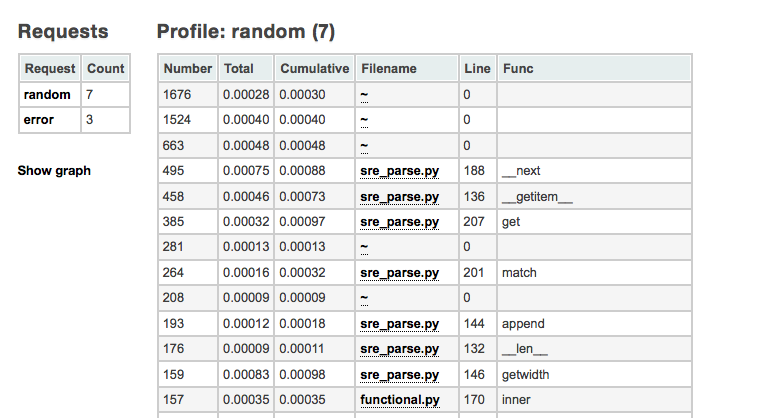 Requests
Request Count
random 7
error 3
Show graph
Profile: random (7)
Number Total Cumulative Filename Line Func
1676 0.00028 0.00030 ~ 0
1524 0.00040 0.00040 ~ 0
663 0.00048 0.00048 ~ 0
495 0.00075 0.00088 sre_parse.py 188 __next
458 0.00046 0.00073 sre_parse.py 136 __getitem__
385 0.00032 0.00097 sre_parse.py 207 get
281 0.00013 0.00013 ~ 0
264 0.00016 0.00032 sre_parse.py 201 match
208 0.00009 0.00009 ~ 0
193 0.00012 0.00018 sre_parse.py 144 append
176 0.00009 0.00011 sre_parse.py 132 __len__
159 0.00083 0.00098 sre_parse.py 146 getwidth
157 0.00035 0.00035 functional.py 170 inner